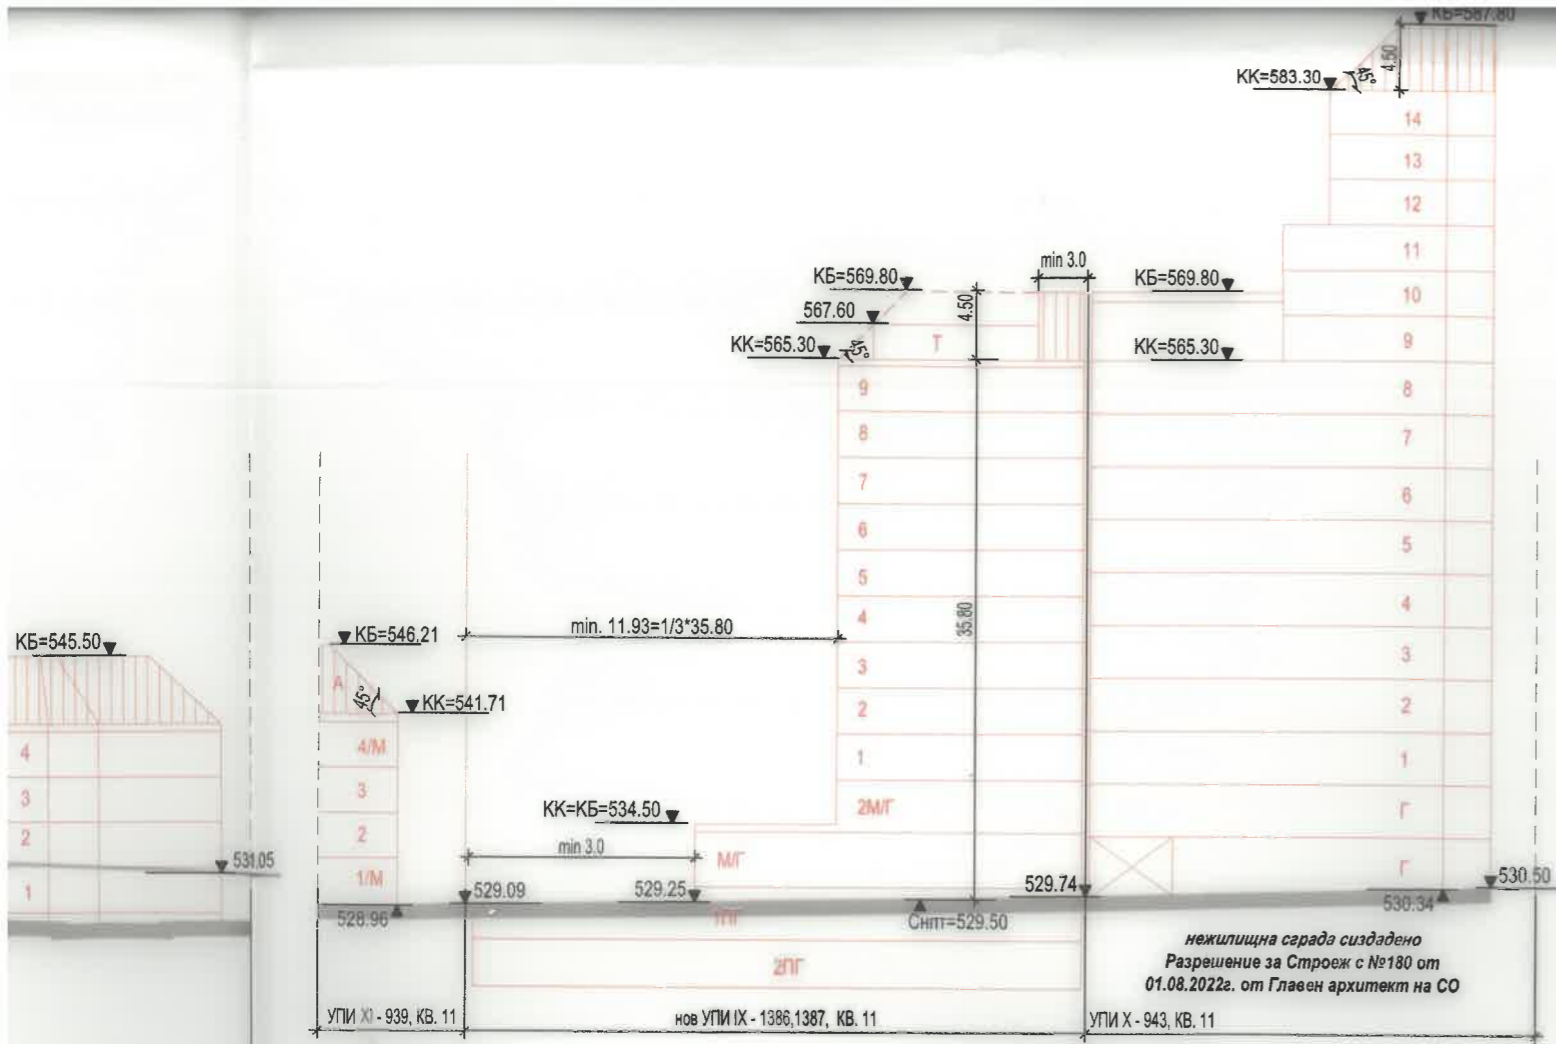 КБ=587.80
4.50
КК=583.30
45°
14
13
12
11
10
9
8
7
6
5
4
3
2
1
Г
Г
min 3.0
КБ=569.80
КБ=569.80
567.60
4.50
Т
КК=565.30
45°
КК=565.30
9
8
7
6
5
4
3
2
1
2М/Г
М/Г
1ПГ
2ПГ
35.80
min. 11.93=1/3*35.80
КБ=545.50
4
3
2
1
531.05
КБ=546.21
А
45°
КК=541.71
4/М
3
2
1/М
КК=КБ=534.50
min 3.0
528.96
529.09
529.25
529.74
Снпт=529.50
530.34
530.50
нежилищна сграда сиздадено
Разрешение за Строеж с №180 от
01.08.2022г. от Главен архитект на СО
УПИ XI - 939, КВ. 11
нов УПИ IX - 1386,1387, КВ. 11
УПИ X - 943, КВ. 11